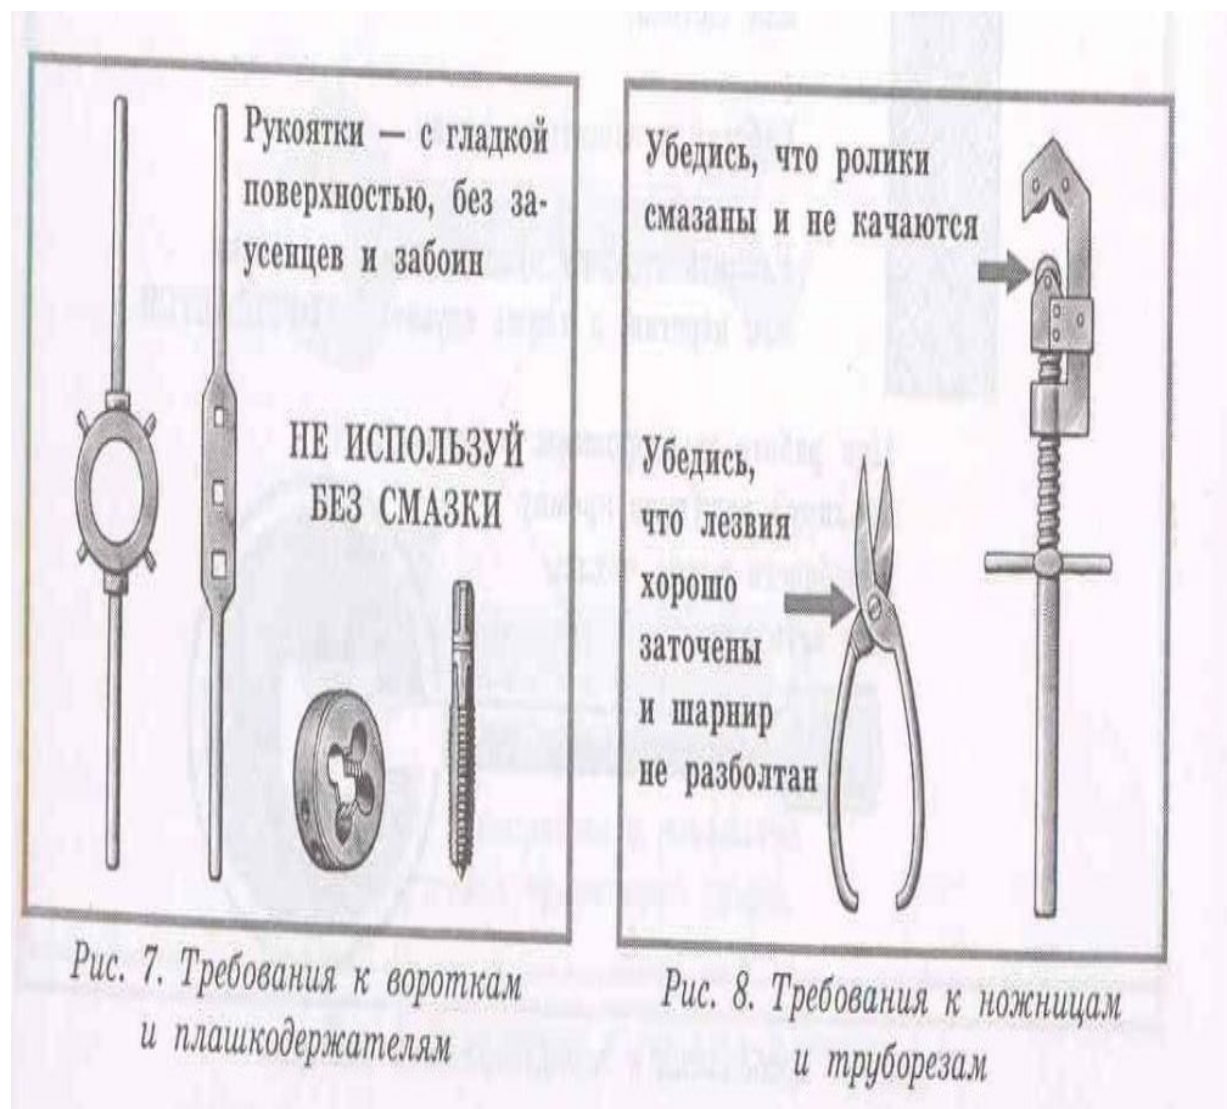 Рукоятки — с гладкой
поверхностью, без за-
усенцев и забоин
НЕ ИСПОЛЬЗУЙ
БЕЗ СМАЗКИ
Рис. 7. Требования к вороткам
и плашкодержателям
Убедись, что ролики
смазаны и не качаются
Убедись,
что лезвия
хорошо
заточены
и шарнир
не разболтан
Рис. 8. Требования к ножницам
и труборезам